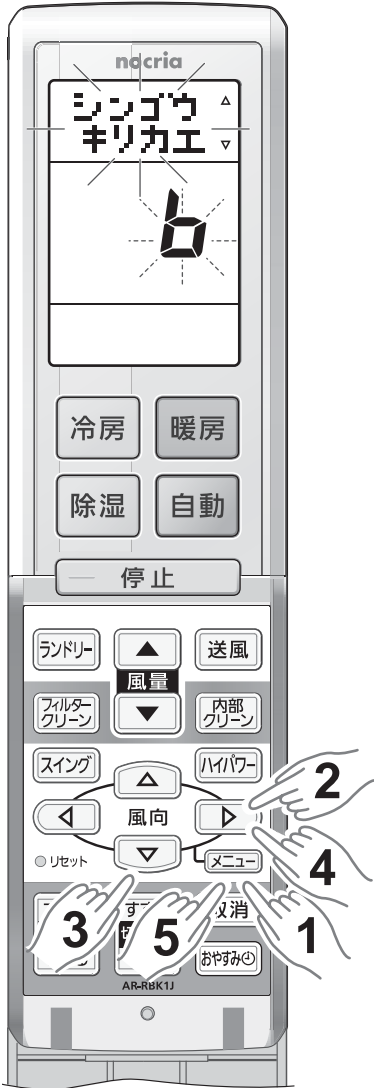 nocria
シンゴウ △
キリカエ ▽
b
冷房 暖房
除湿 自動
停止
ランドリー ▲ 送風
風量
フィルター
クリーン ▼ 内部
クリーン
スイング △ ハイパワー
2
◁ 風向 ▷
4
リセット ▽ メニュー
3 5 1
取消
おやすみ
AR-RBK1J